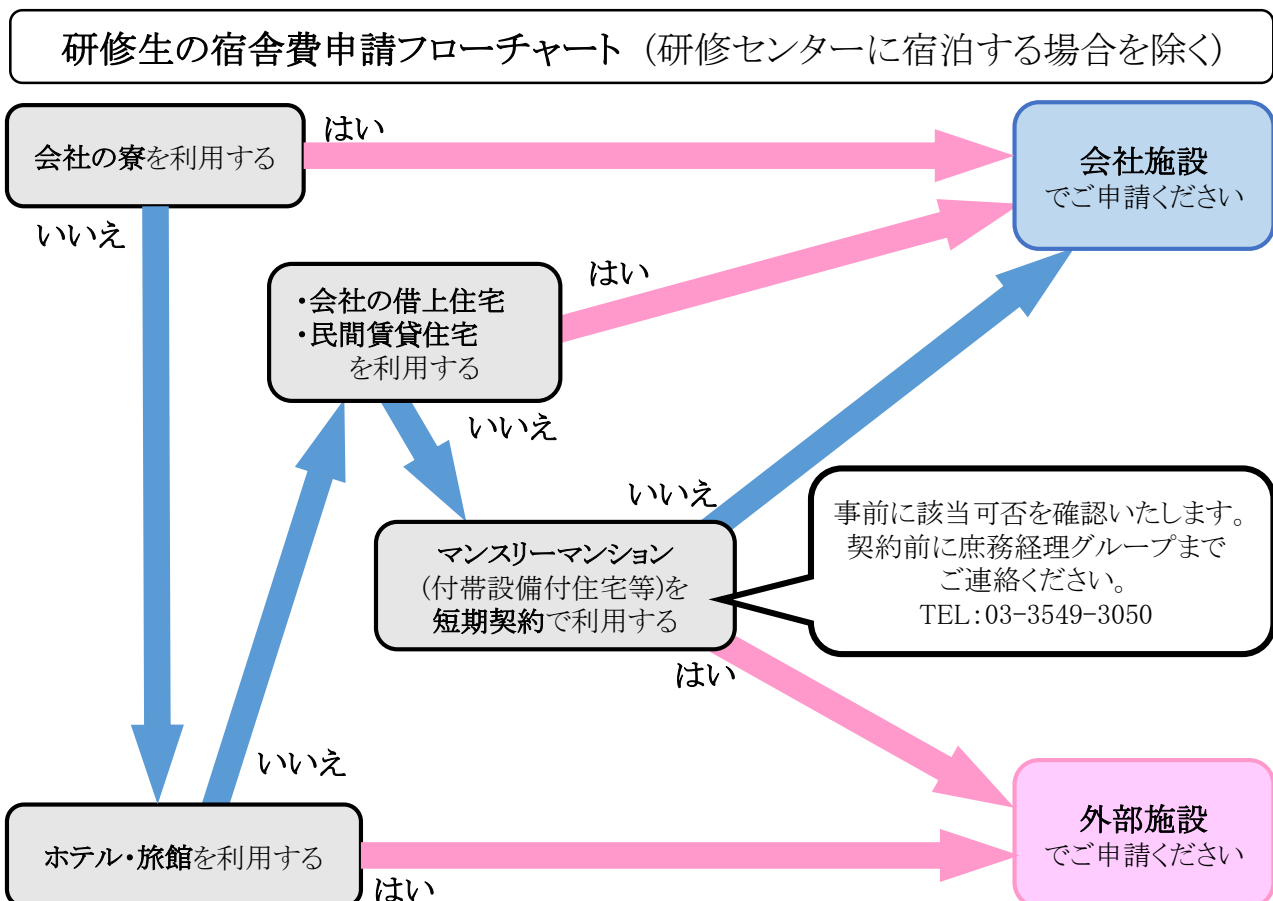 研修生の宿舎費申請フローチャート (研修センターに宿泊する場合を除く)
会社の寮を利用する
はい
会社施設
でご申請ください
いいえ
・会社の借上住宅
・民間賃貸住宅
を利用する
はい
いいえ
マンスリーマンション
(付帯設備付住宅等)を
短期契約で利用する
いいえ
事前に該当可否を確認いたします。
契約前に庶務経理グループまで
ご連絡ください。
TEL:03-3549-3050
はい
いいえ
ホテル・旅館を利用する
はい
外部施設
でご申請ください